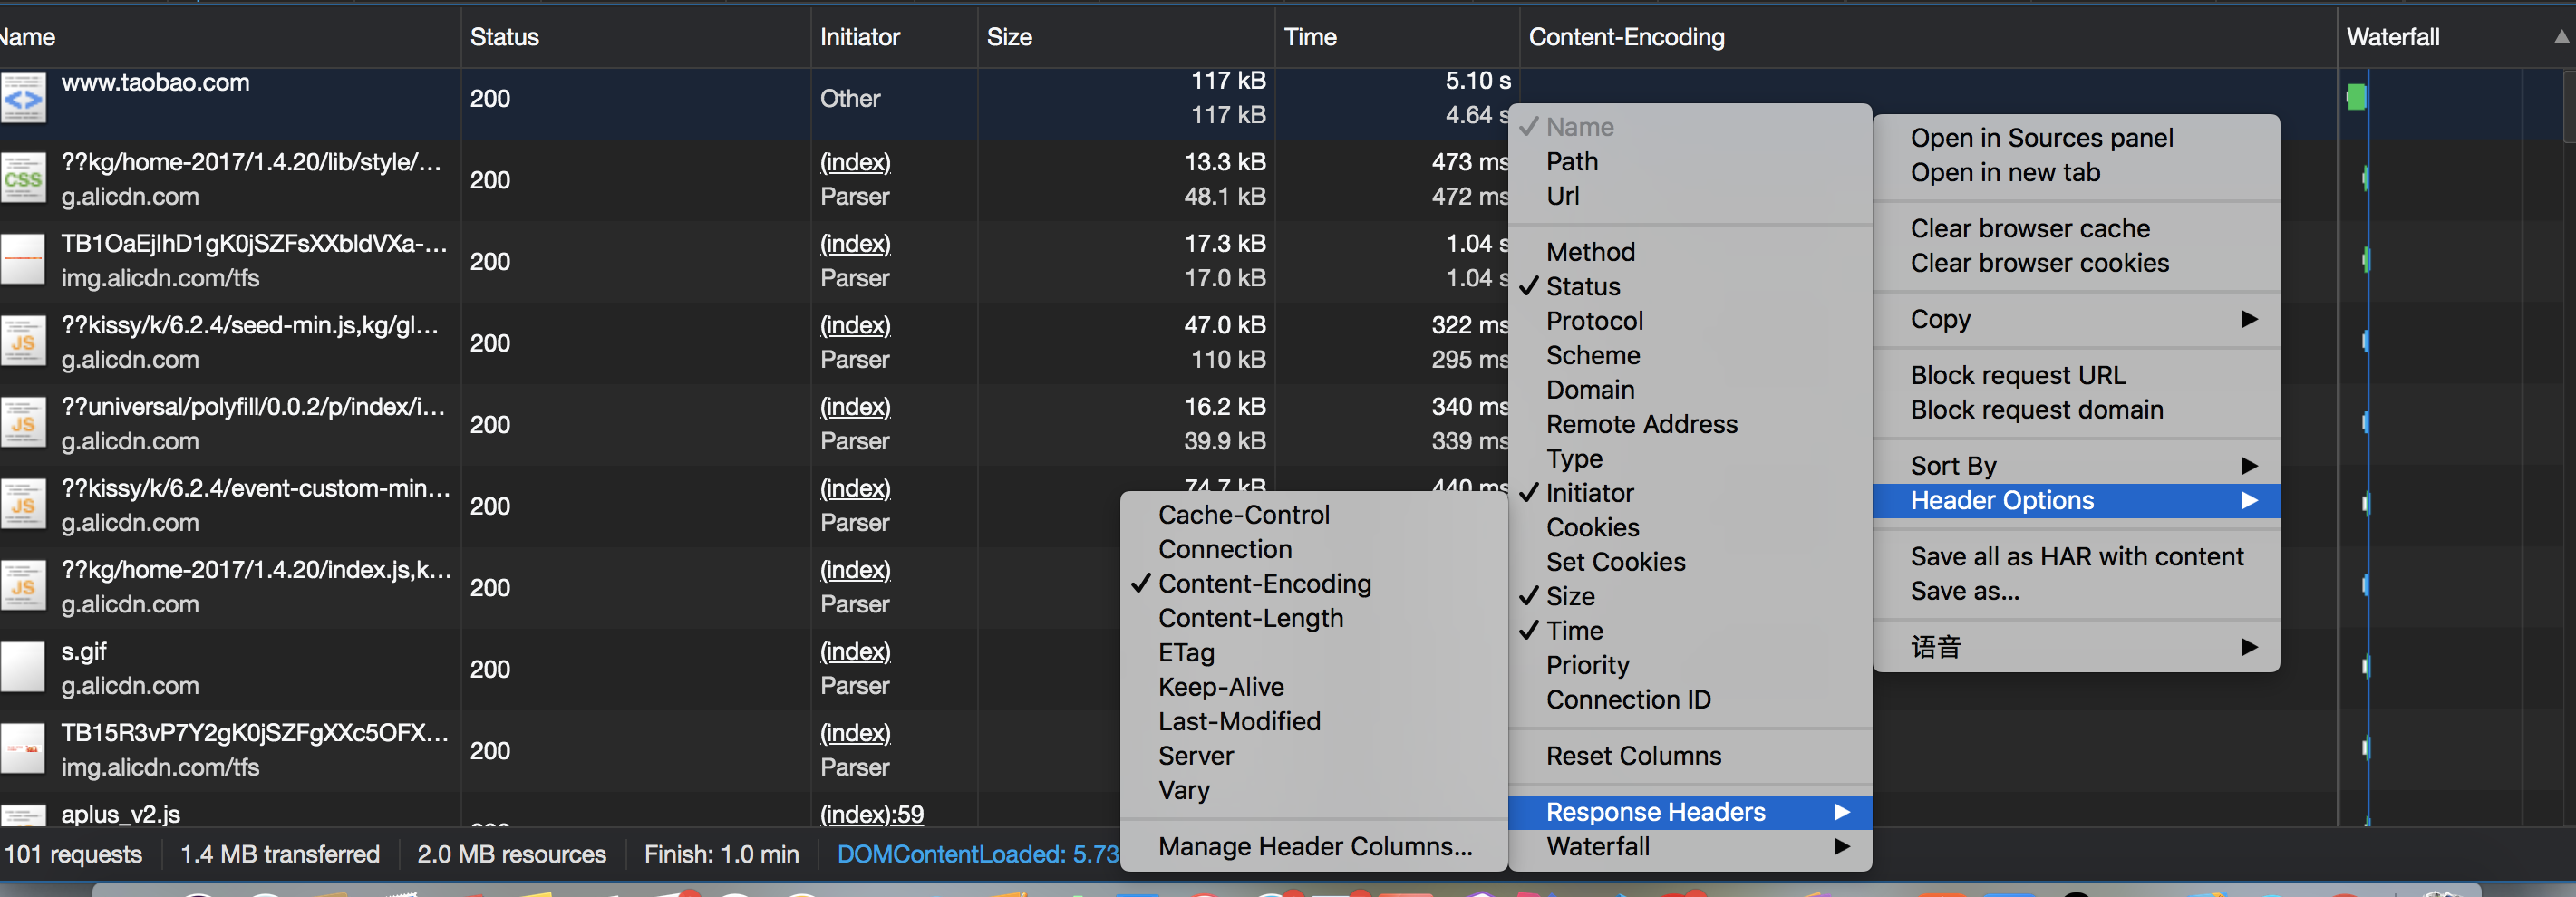 Name Status Initiator Size Time Content-Encoding Waterfall
www.taobao.com 200 Other 117 kB 5.10 s
117 kB 4.64 s
??kg/home-2017/1.4.20/lib/style/… 200 (index) 13.3 kB 473 ms
g.alicdn.com Parser 48.1 kB 472 ms
TB1OaEjlhD1gK0jSZFsXXbldVXa-… 200 (index) 17.3 kB 1.04 s
img.alicdn.com/tfs Parser 17.0 kB 1.04 s
??kissy/k/6.2.4/seed-min.js,kg/gl… 200 (index) 47.0 kB 322 ms
g.alicdn.com Parser 110 kB 295 ms
??universal/polyfill/0.0.2/p/index/i… 200 (index) 16.2 kB 340 ms
g.alicdn.com Parser 39.9 kB 339 ms
??kissy/k/6.2.4/event-custom-min… 200 (index) 74.7 kB 440 ms
g.alicdn.com Parser
??kg/home-2017/1.4.20/index.js,k… 200 (index)
g.alicdn.com Parser
s.gif 200 (index)
g.alicdn.com Parser
TB15R3vP7Y2gK0jSZFgXXc5OFX… 200 (index)
img.alicdn.com/tfs Parser
aplus_v2.js (index):59
CSS
JS
JS
JS
JS
101 requests 1.4 MB transferred 2.0 MB resources Finish: 1.0 min DOMContentLoaded: 5.73
Cache-Control
Connection
Content-Encoding
Content-Length
ETag
Keep-Alive
Last-Modified
Server
Vary
Manage Header Columns...
Name
Path
Url
Method
Status
Protocol
Scheme
Domain
Remote Address
Type
Initiator
Cookies
Set Cookies
Size
Time
Priority
Connection ID
Reset Columns
Response Headers
Waterfall
Open in Sources panel
Open in new tab
Clear browser cache
Clear browser cookies
Copy
Block request URL
Block request domain
Sort By
Header Options
Save all as HAR with content
Save as...
语音